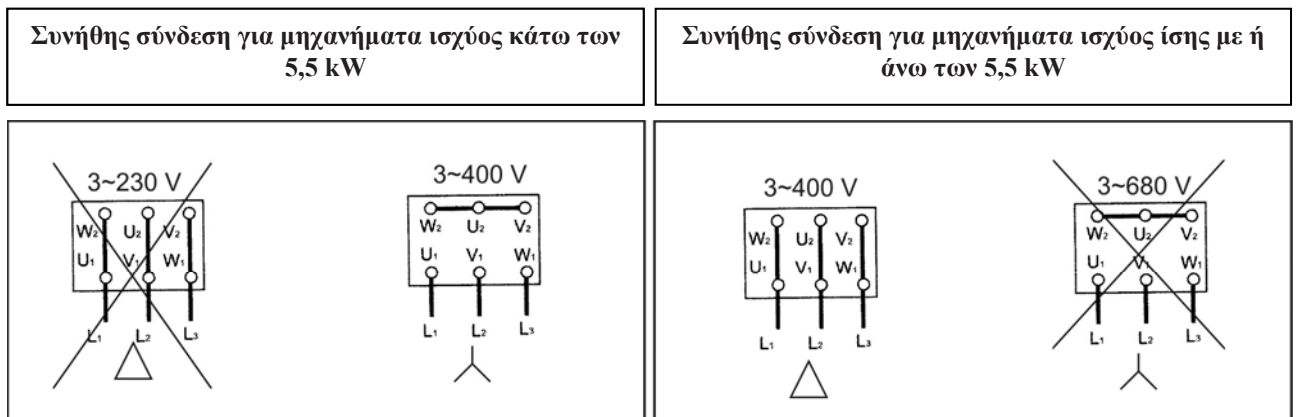 Συνήθης σύνδεση για μηχανήματα ισχύος κάτω των
5,5 kW
Συνήθης σύνδεση για μηχανήματα ισχύος ίσης με ή
άνω των 5,5 kW
3~230 V
W₂ U₂ V₂
U₁ V₁ W₁
L₁ L₂ L₃
3~400 V
W₂ U₂ V₂
U₁ V₁ W₁
L₁ L₂ L₃
3~400 V
W₂ U₂ V₂
U₁ V₁ W₁
L₁ L₂ L₃
3~680 V
W₂ U₂ V₂
U₁ V₁ W₁
L₁ L₂ L₃